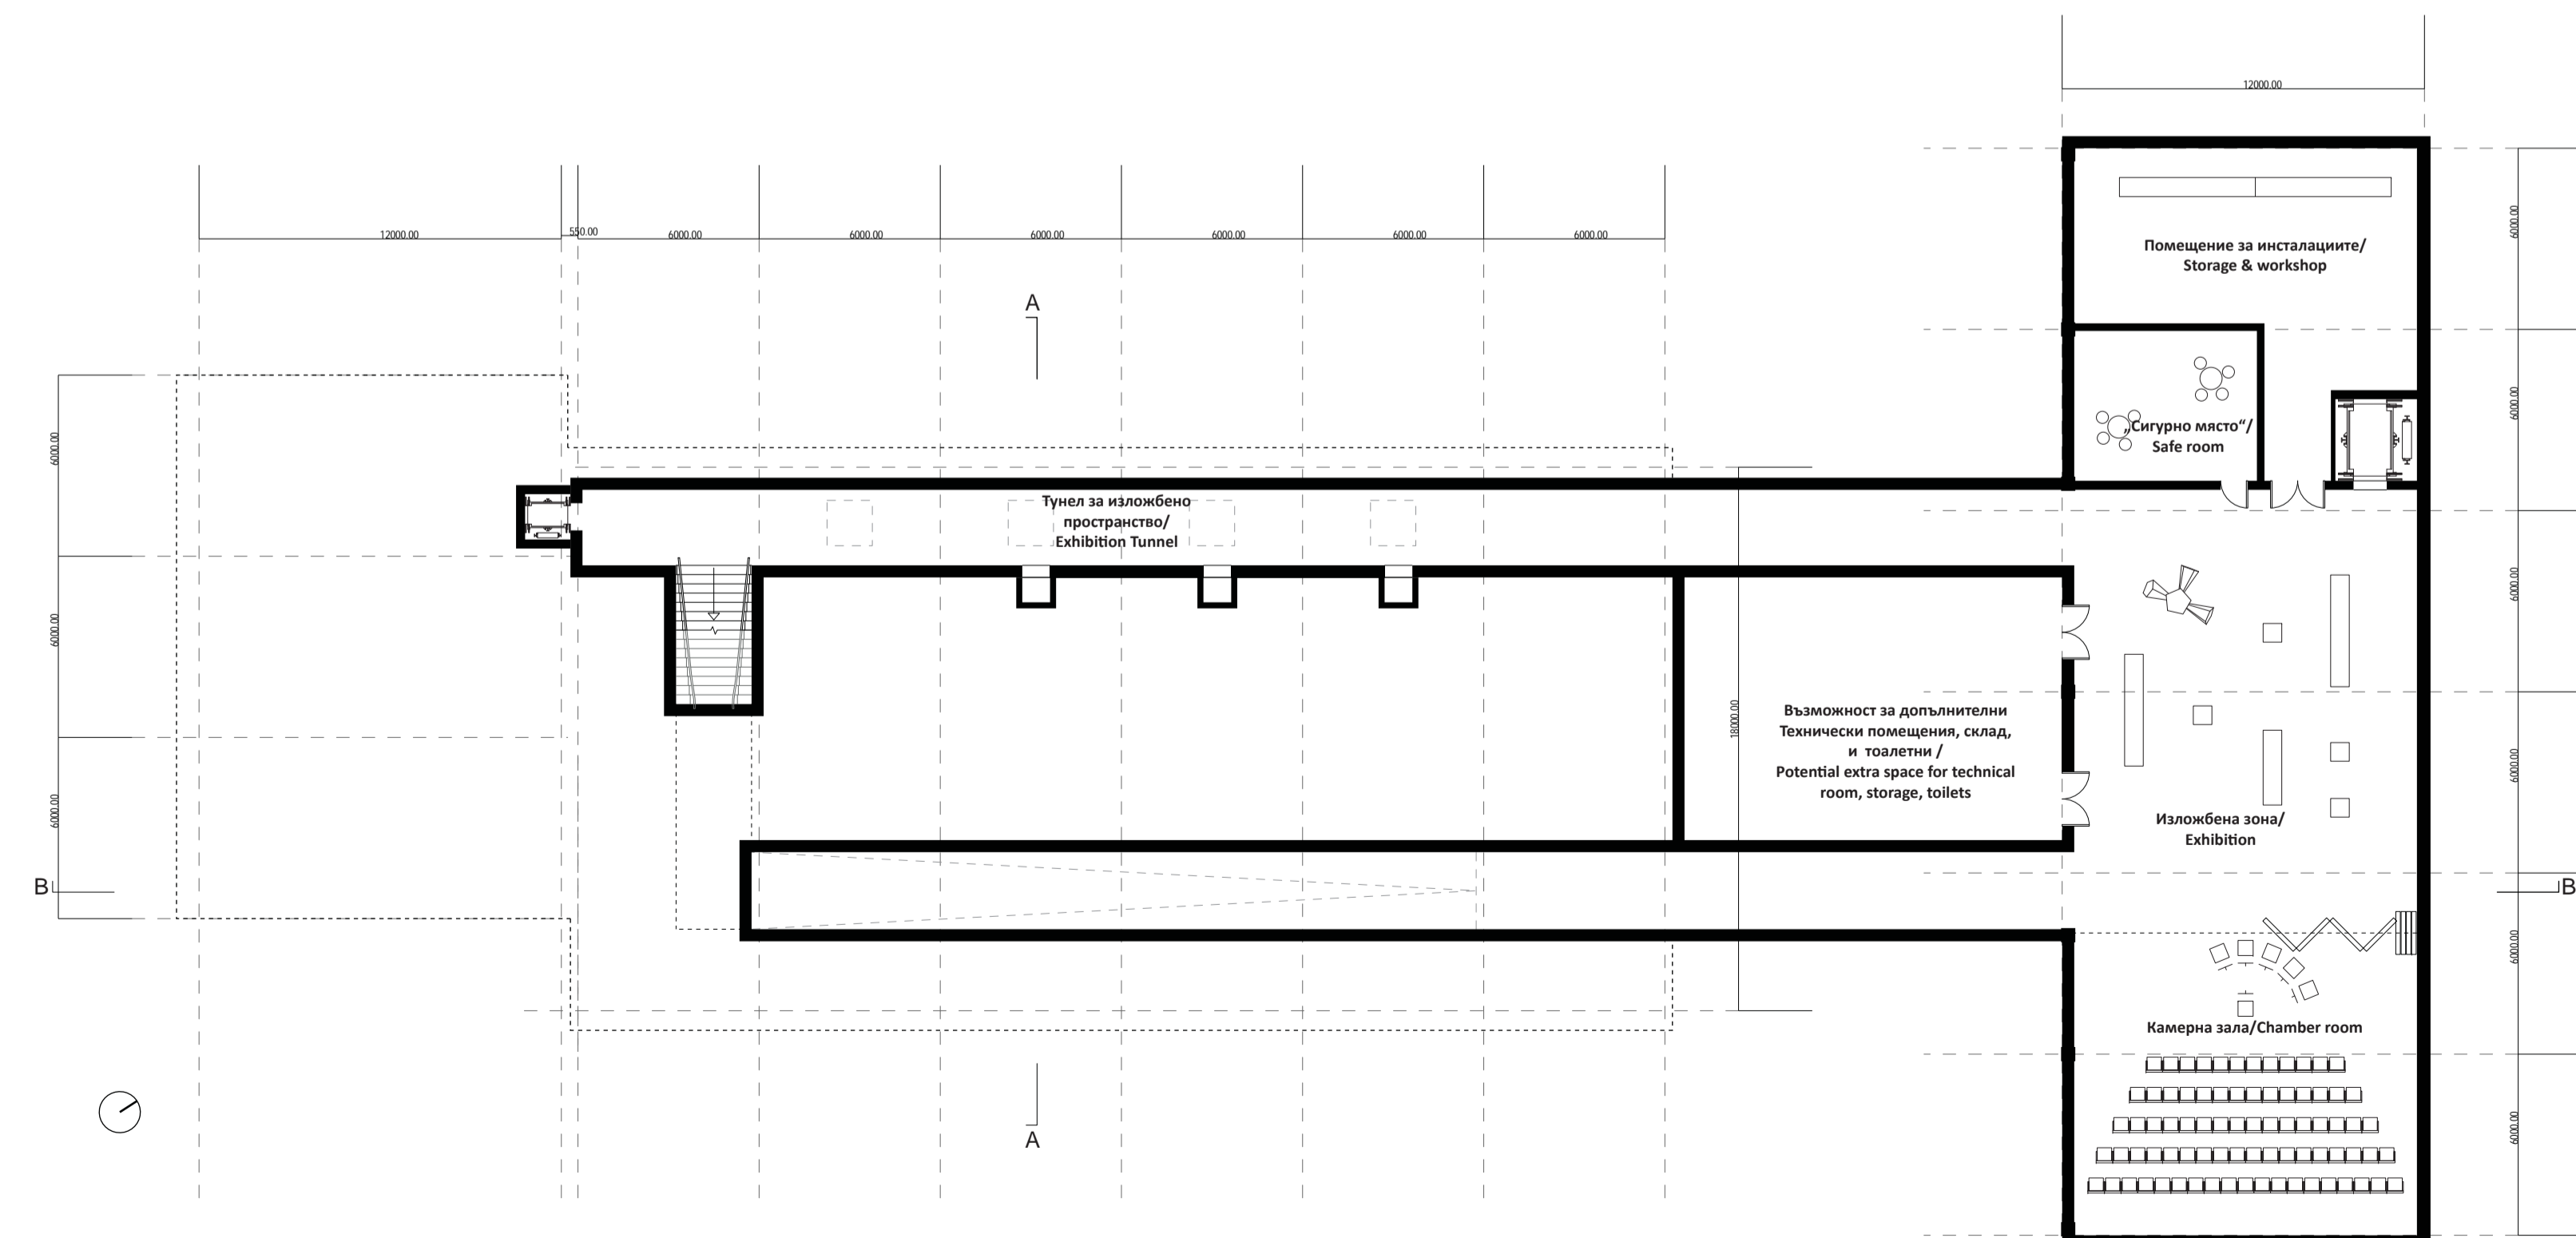 12000.00
12000.00
550.00
6000.00
6000.00
6000.00
6000.00
6000.00
6000.00
6000.00
Помещение за инсталациите/
Storage & workshop
A
6000.00
„Сигурно място“/
Safe room
6000.00
Тунел за изложбено
пространство/
Exhibition Tunnel
6000.00
6000.00
18000.00
Възможност за допълнителни
Технически помещения, склад,
и тоалетни /
Potential extra space for technical
room, storage, toilets
6000.00
6000.00
Изложбена зона/
Exhibition
B
B
6000.00
Камерна зала/Chamber room
6000.00
A